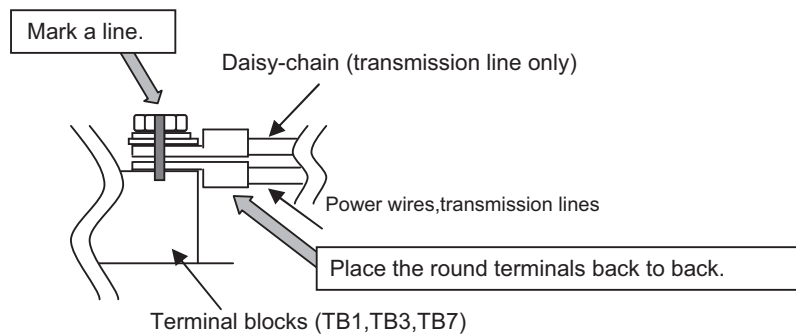 Mark a line.
Daisy-chain (transmission line only)
Power wires,transmission lines
Place the round terminals back to back.
Terminal blocks (TB1,TB3,TB7)